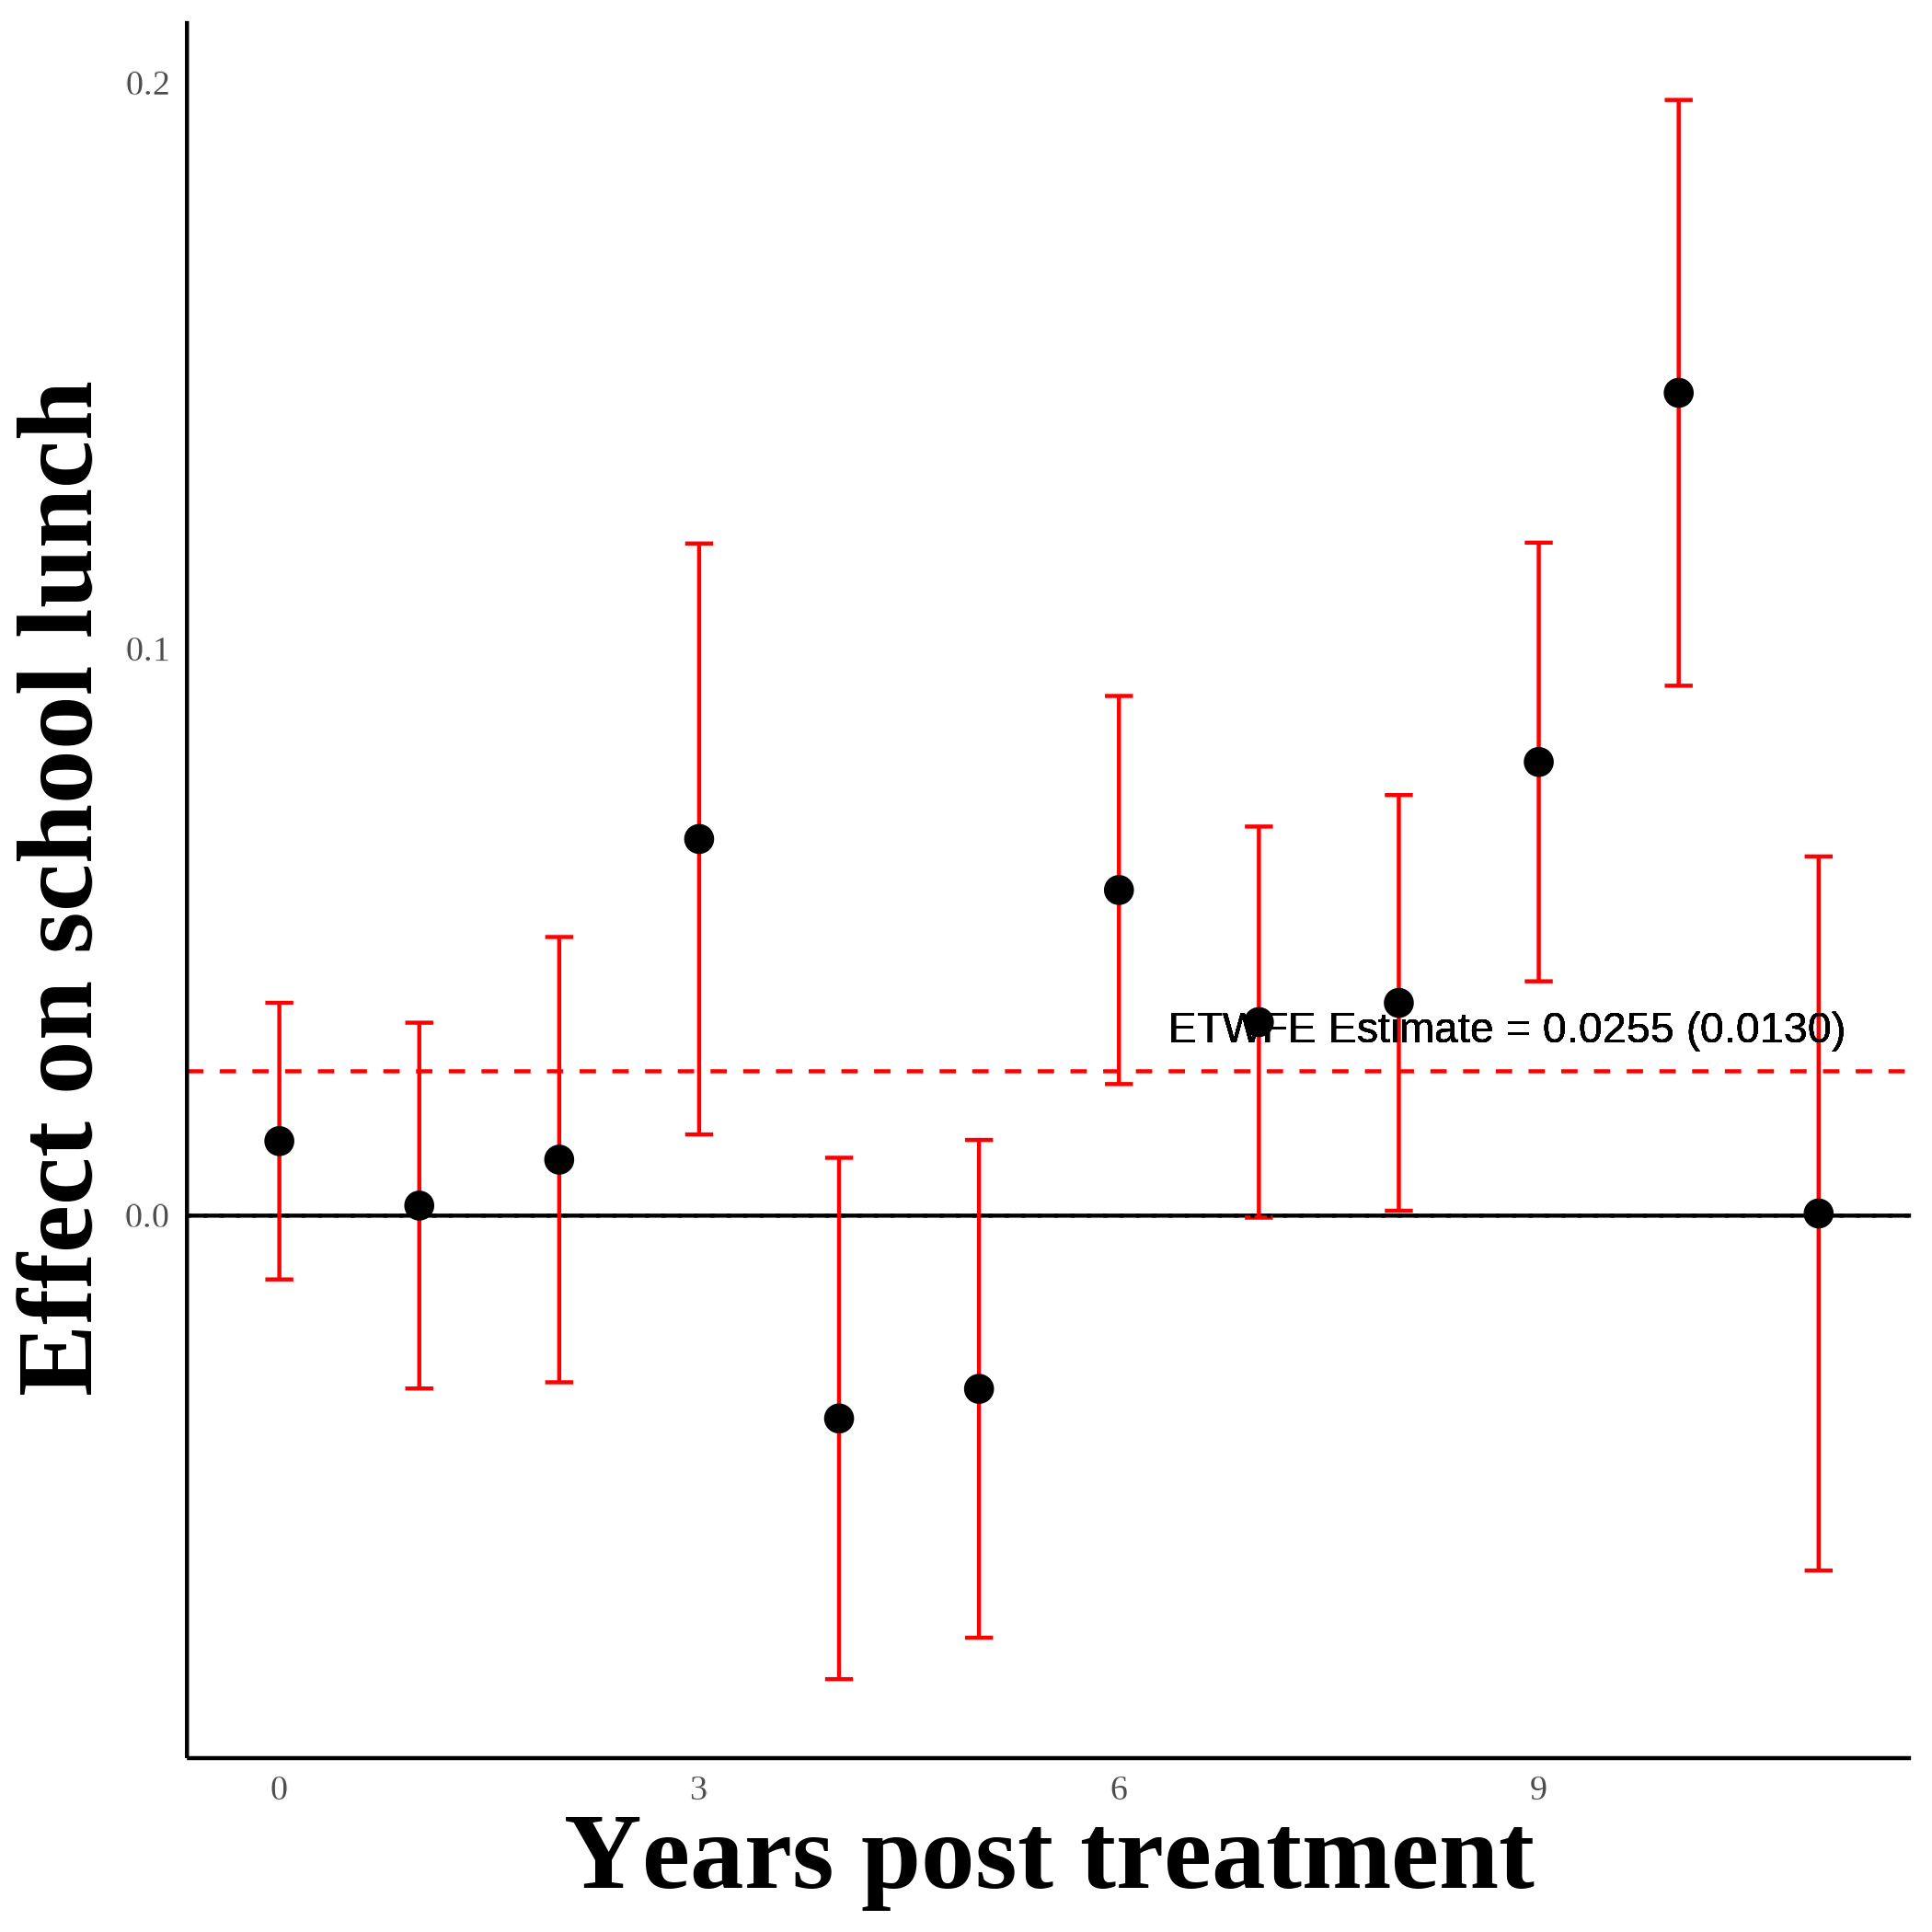 Effect on school lunch
0.2
0.1
0.0
ETWFE Estimate = 0.0255 (0.0130)
0 3 6 9
Years post treatment